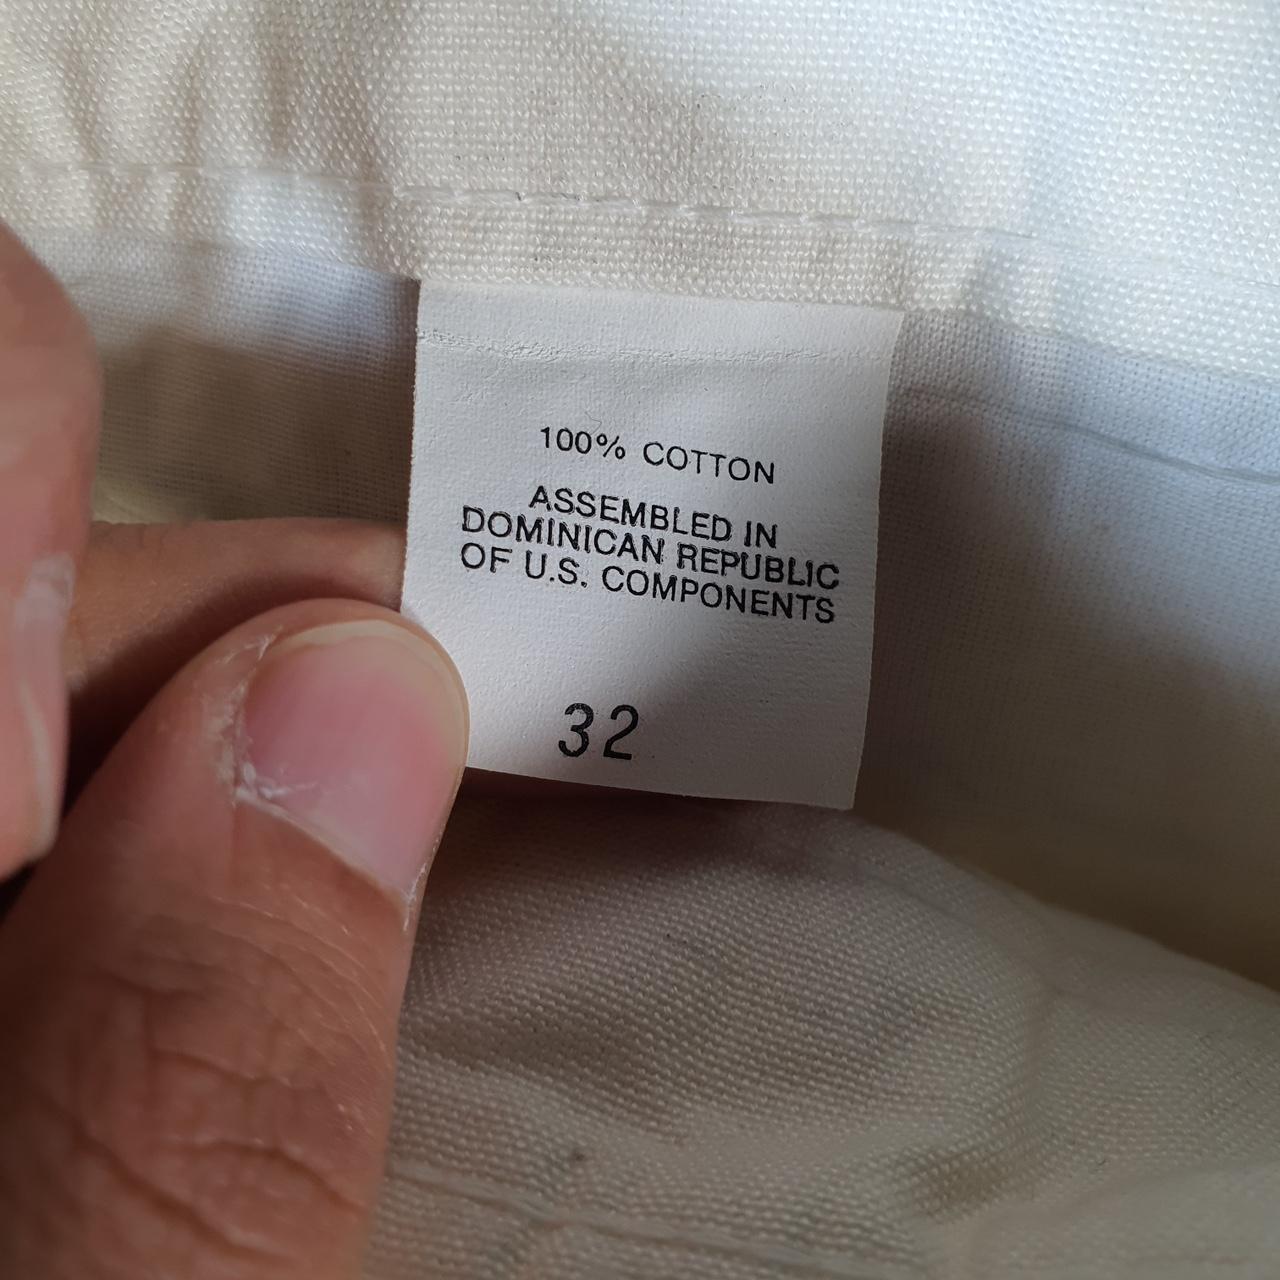 100% COTTON
ASSEMBLED IN
DOMINICAN REPUBLIC
OF U.S. COMPONENTS
32